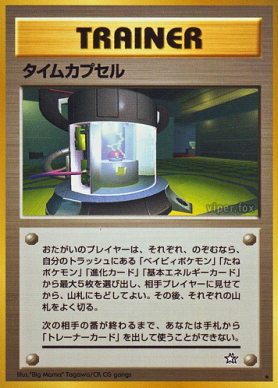 TRAINER
タイムカプセル
viper.fox
おたがいのプレイヤーは、それぞれ、のぞむなら、
自分のトラッシュにある「ベイビィポケモン」「たね
ポケモン」「進化カード」「基本エネルギーカード」
から最大5枚を選び出し、相手プレイヤーに見せて
から、山札にもどしてよい。その後、それぞれの山
札をよく切る。
次の相手の番が終わるまで、あなたは手札から
「トレーナーカード」を出して使うことができない。
Illus."Big Mama" Tagawa/CR CG gangs
N